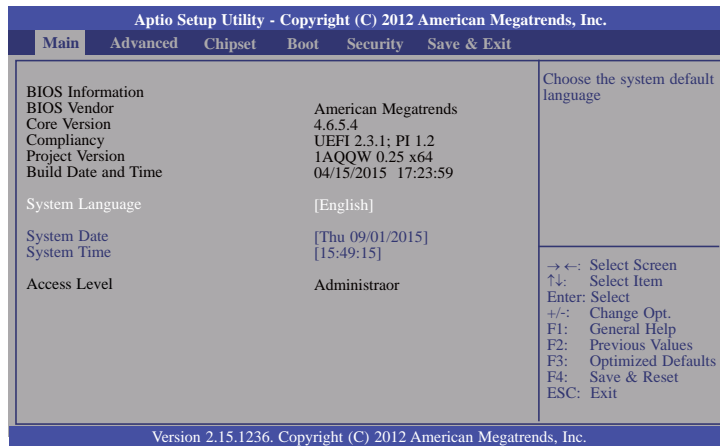 Aptio Setup Utility - Copyright (C) 2012 American Megatrends, Inc.
Main Advanced Chipset Boot Security Save & Exit
BIOS Information
BIOS Vendor American Megatrends
Core Version 4.6.5.4
Compliancy UEFI 2.3.1; PI 1.2
Project Version 1AQQW 0.25 x64
Build Date and Time 04/15/2015 17:23:59
System Language [English]
System Date [Thu 09/01/2015]
System Time [15:49:15]
Access Level Administraor
Choose the system default
language
→←: Select Screen
↑↓: Select Item
Enter: Select
+/-: Change Opt.
F1: General Help
F2: Previous Values
F3: Optimized Defaults
F4: Save & Reset
ESC: Exit
Version 2.15.1236. Copyright (C) 2012 American Megatrends, Inc.